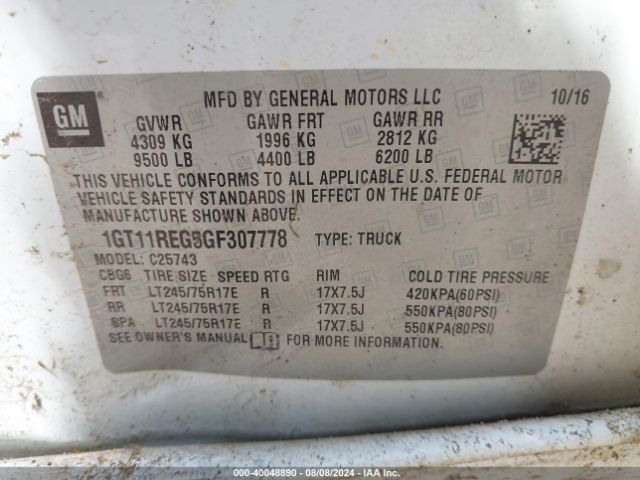 GM
MFD BY GENERAL MOTORS LLC 10/16
GVWR GAWR FRT GAWR RR
4309 KG 1996 KG 2812 KG
9500 LB 4400 LB 6200 LB
THIS VEHICLE CONFORMS TO ALL APPLICABLE U.S. FEDERAL MOTOR
VEHICLE SAFETY STANDARDS IN EFFECT ON THE DATE OF
MANUFACTURE SHOWN ABOVE.
1GT11REG5GF307778 TYPE: TRUCK
MODEL: C25743
CBG6 TIRE SIZE SPEED RTG RIM COLD TIRE PRESSURE
FRT LT245/75R17E R 17X7.5J 420KPA(60PSI)
RR LT245/75R17E R 17X7.5J 550KPA(80PSI)
SPA LT245/75R17E R 17X7.5J 550KPA(80PSI)
SEE OWNER'S MANUAL FOR MORE INFORMATION.
000-40048890 - 08/08/2024 - IAA Inc.